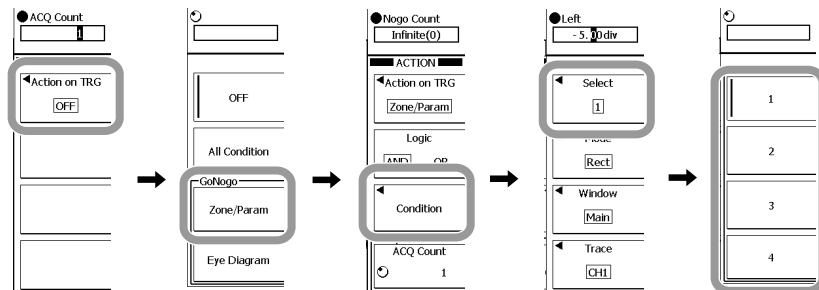 ACQ Count
1
Action on TRG
OFF
OFF
All Condition
GoNogo
Zone/Param
Eye Diagram
Nogo Count
Infinite(0)
ACTION
Action on TRG
Zone/Param
Logic
AND OR
Condition
ACQ Count
1
Left
-5.00div
Select
1
Mode
Rect
Window
Main
Trace
CH1
1
2
3
4